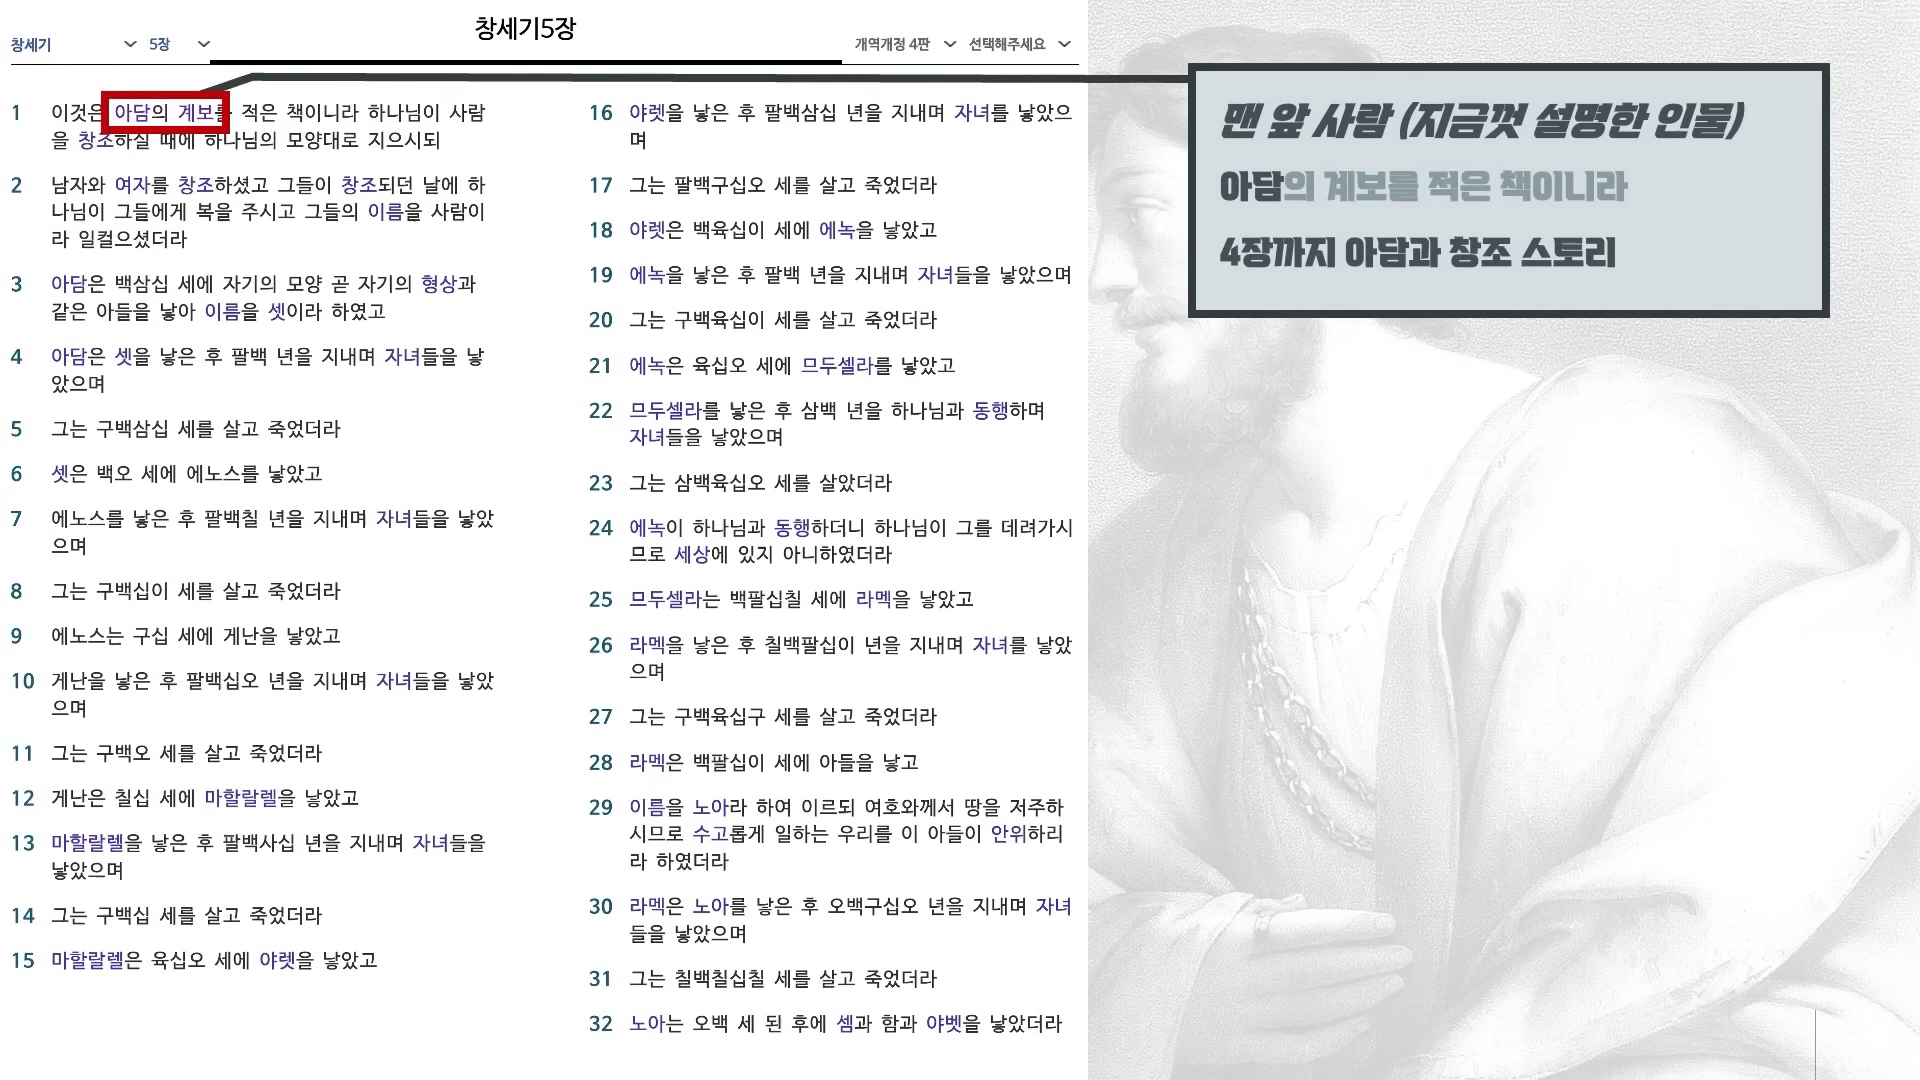 창세기5장
창세기
5장
개역개정 4판
선택해주세요
1 이것은 아담의 계보를 적은 책이니라 하나님이 사람
을 창조하실 때에 하나님의 모양대로 지으시되
2 남자와 여자를 창조하셨고 그들이 창조되던 날에 하
나님이 그들에게 복을 주시고 그들의 이름을 사람이
라 일컬으셨더라
3 아담은 백삼십 세에 자기의 모양 곧 자기의 형상과
같은 아들을 낳아 이름을 셋이라 하였고
4 아담은 셋을 낳은 후 팔백 년을 지내며 자녀들을 낳
았으며
5 그는 구백삼십 세를 살고 죽었더라
6 셋은 백오 세에 에노스를 낳았고
7 에노스를 낳은 후 팔백칠 년을 지내며 자녀들을 낳았
으며
8 그는 구백십이 세를 살고 죽었더라
9 에노스는 구십 세에 게난을 낳았고
10 게난을 낳은 후 팔백십오 년을 지내며 자녀들을 낳았
으며
11 그는 구백오 세를 살고 죽었더라
12 게난은 칠십 세에 마할랄렐을 낳았고
13 마할랄렐을 낳은 후 팔백사십 년을 지내며 자녀들을
낳았으며
14 그는 구백십 세를 살고 죽었더라
15 마할랄렐은 육십오 세에 야렛을 낳았고
16 야렛을 낳은 후 팔백삼십 년을 지내며 자녀를 낳았으
며
17 그는 팔백구십오 세를 살고 죽었더라
18 야렛은 백육십이 세에 에녹을 낳았고
19 에녹을 낳은 후 팔백 년을 지내며 자녀들을 낳았으며
20 그는 구백육십이 세를 살고 죽었더라
21 에녹은 육십오 세에 므두셀라를 낳았고
22 므두셀라를 낳은 후 삼백 년을 하나님과 동행하며
자녀들을 낳았으며
23 그는 삼백육십오 세를 살았더라
24 에녹이 하나님과 동행하더니 하나님이 그를 데려가시
므로 세상에 있지 아니하였더라
25 므두셀라는 백팔십칠 세에 라멕을 낳았고
26 라멕을 낳은 후 칠백팔십이 년을 지내며 자녀를 낳았
으며
27 그는 구백육십구 세를 살고 죽었더라
28 라멕은 백팔십이 세에 아들을 낳고
29 이름을 노아라 하여 이르되 여호와께서 땅을 저주하
시므로 수고롭게 일하는 우리를 이 아들이 안위하리
라 하였더라
30 라멕은 노아를 낳은 후 오백구십오 년을 지내며 자녀
들을 낳았으며
31 그는 칠백칠십칠 세를 살고 죽었더라
32 노아는 오백 세 된 후에 셈과 함과 야벳을 낳았더라
맨 앞 사람 (지금껏 설명한 인물)
아담의 계보를 적은 책이니라
4장까지 아담과 창조 스토리